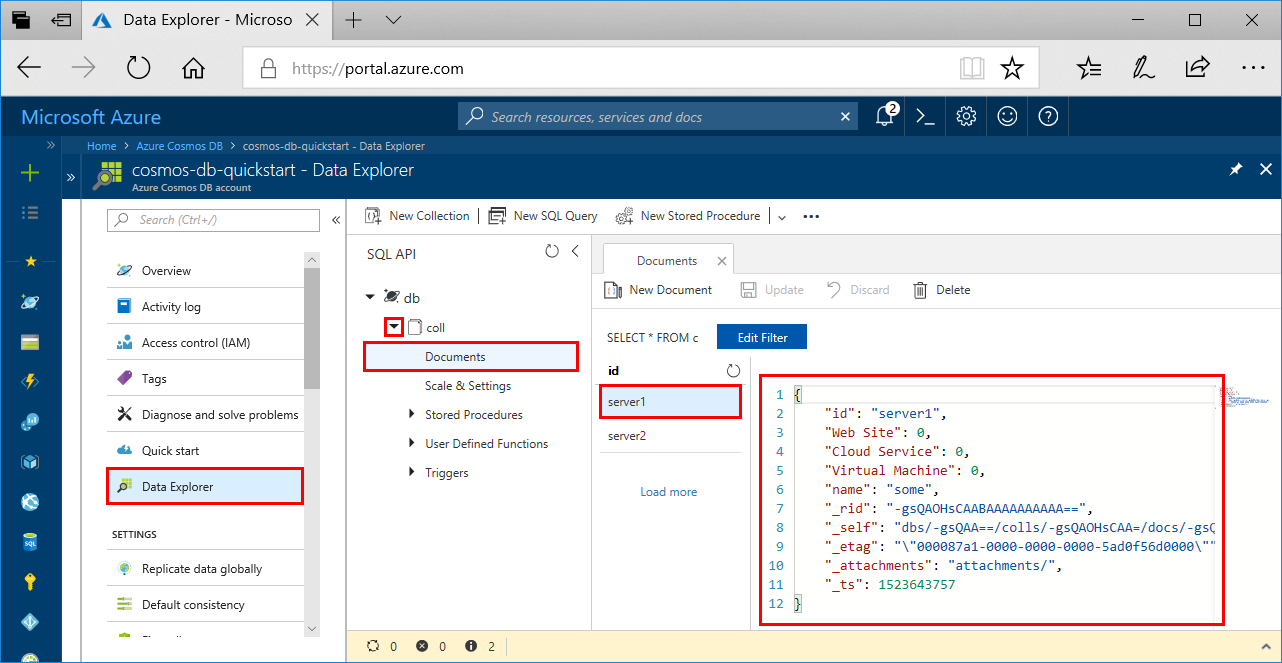 Data Explorer - Microso
https://portal.azure.com
Microsoft Azure
Search resources, services and docs
2
Home > Azure Cosmos DB > cosmos-db-quickstart - Data Explorer
cosmos-db-quickstart - Data Explorer
Azure Cosmos DB account
Search (Ctrl+/)
Overview
Activity log
Access control (IAM)
Tags
Diagnose and solve problems
Quick start
Data Explorer
SETTINGS
Replicate data globally
Default consistency
SQL
New Collection
New SQL Query
New Stored Procedure
SQL API
db
coll
Documents
Scale & Settings
Stored Procedures
User Defined Functions
Triggers
Documents
New Document
Update
Discard
Delete
SELECT * FROM c
Edit Filter
id
server1
server2
Load more
1 {
2 "id": "server1",
3 "Web Site": 0,
4 "Cloud Service": 0,
5 "Virtual Machine": 0,
6 "name": "some",
7 "_rid": "-gsQAOHsCAABAAAAAAAAAA==",
8 "_self": "dbs/-gsQAA==/colls/-gsQAOHsCAA=/docs/-gsQ
9 "_etag": "\"000087a1-0000-0000-0000-5ad0f56d0000\""
10 "_attachments": "attachments/",
11 "_ts": 1523643757
12 }
0 0 2